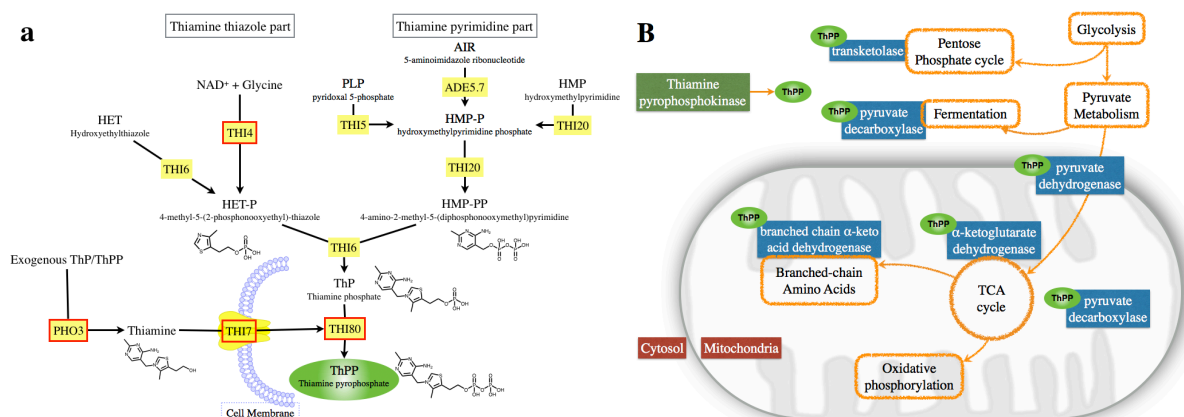 a
Thiamine thiazole part
Thiamine pyrimidine part
AIR
5-aminoimidazole ribonucleotide
NAD⁺ + Glycine
PLP
pyridoxal 5-phosphate
ADE5.7
HMP
hydroxymethylpyrimidine
HET
Hydroxyethylthiazole
THI4
THI5
HMP-P
hydroxymethylpyrimidine phosphate
THI20
THI6
THI20
HET-P
4-methyl-5-(2-phosphonooxyethyl)-thiazole
HMP-PP
4-amino-2-methyl-5-(diphosphonooxymethyl)pyrimidine
THI6
Exogenous ThP/ThPP
ThP
Thiamine phosphate
PHO3
Thiamine
THI7
THI80
ThPP
Thiamine pyrophosphate
Cell Membrane
B
Glycolysis
ThPP
transketolase
Pentose
Phosphate cycle
Thiamine
pyrophosphokinase
ThPP
ThPP
pyruvate
decarboxylase
Fermentation
Pyruvate
Metabolism
ThPP
pyruvate
dehydrogenase
ThPP
branched chain α-keto
acid dehydrogenase
ThPP
α-ketoglutarate
dehydrogenase
Branched-chain
Amino Acids
TCA
cycle
ThPP
pyruvate
decarboxylase
Cytosol
Mitochondria
Oxidative
phosphorylation